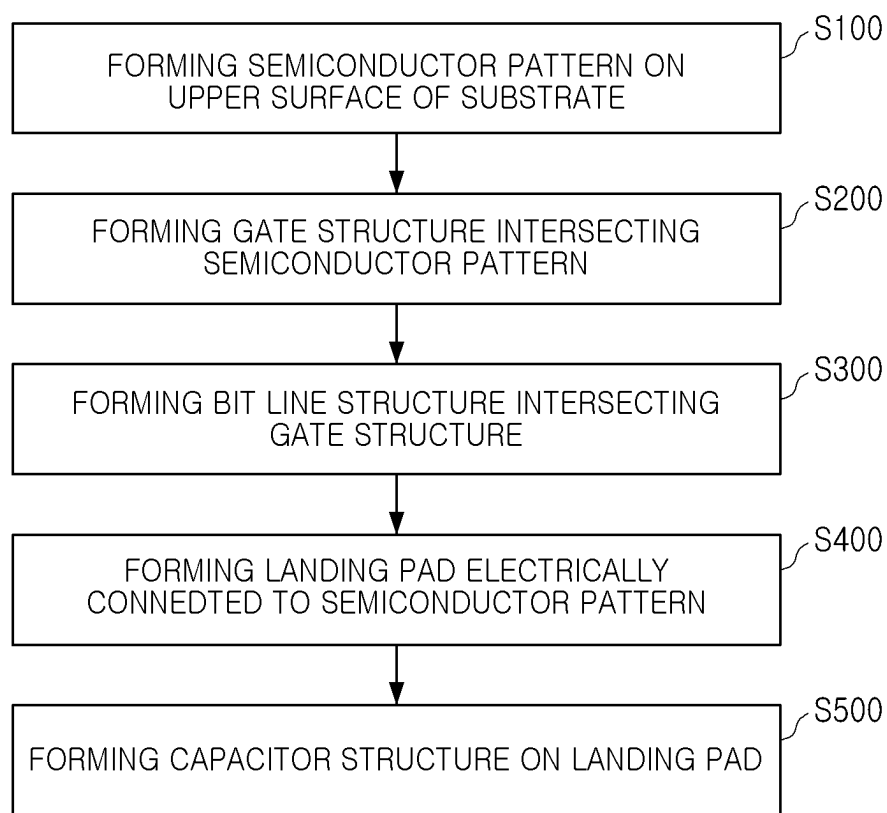 S100
FORMING SEMICONDUCTOR PATTERN ON
UPPER SURFACE OF SUBSTRATE
S200
FORMING GATE STRUCTURE INTERSECTING
SEMICONDUCTOR PATTERN
S300
FORMING BIT LINE STRUCTURE INTERSECTING
GATE STRUCTURE
S400
FORMING LANDING PAD ELECTRICALLY
CONNEDTED TO SEMICONDUCTOR PATTERN
S500
FORMING CAPACITOR STRUCTURE ON LANDING PAD